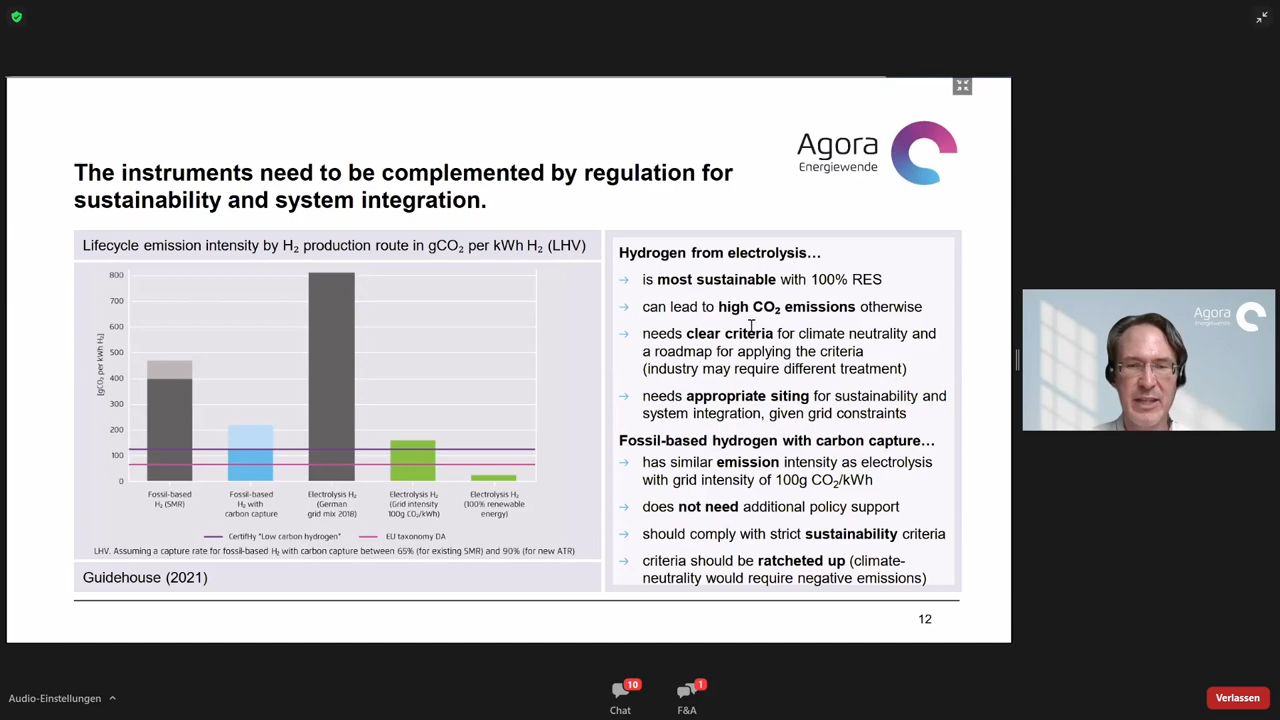 Agora
Energiewende
The instruments need to be complemented by regulation for
sustainability and system integration.
Lifecycle emission intensity by H₂ production route in gCO₂ per kWh H₂ (LHV)
[gCO₂ per kWh H₂]
800
700
600
500
400
300
200
100
0
Fossil-based
H₂ (SMR)
Fossil-based
H₂ with
carbon capture
Electrolysis H₂
(German
grid mix 2018)
Electrolysis H₂
(Grid intensity
100g CO₂/kWh)
Electrolysis H₂
(100% renewable
energy)
CertifHy "Low carbon hydrogen"
EU taxonomy DA
LHV. Assuming a capture rate for fossil-based H₂ with carbon capture between 65% (for existing SMR) and 90% (for new ATR)
Guidehouse (2021)
Hydrogen from electrolysis…
→ is most sustainable with 100% RES
→ can lead to high CO₂ emissions otherwise
→ needs clear criteria for climate neutrality and
a roadmap for applying the criteria
(industry may require different treatment)
→ needs appropriate siting for sustainability and
system integration, given grid constraints
Fossil-based hydrogen with carbon capture…
→ has similar emission intensity as electrolysis
with grid intensity of 100g CO₂/kWh
→ does not need additional policy support
→ should comply with strict sustainability criteria
→ criteria should be ratcheted up (climate-
neutrality would require negative emissions)
12
Agora
Energiewende
Audio-Einstellungen
10
Chat
1
F&A
Verlassen